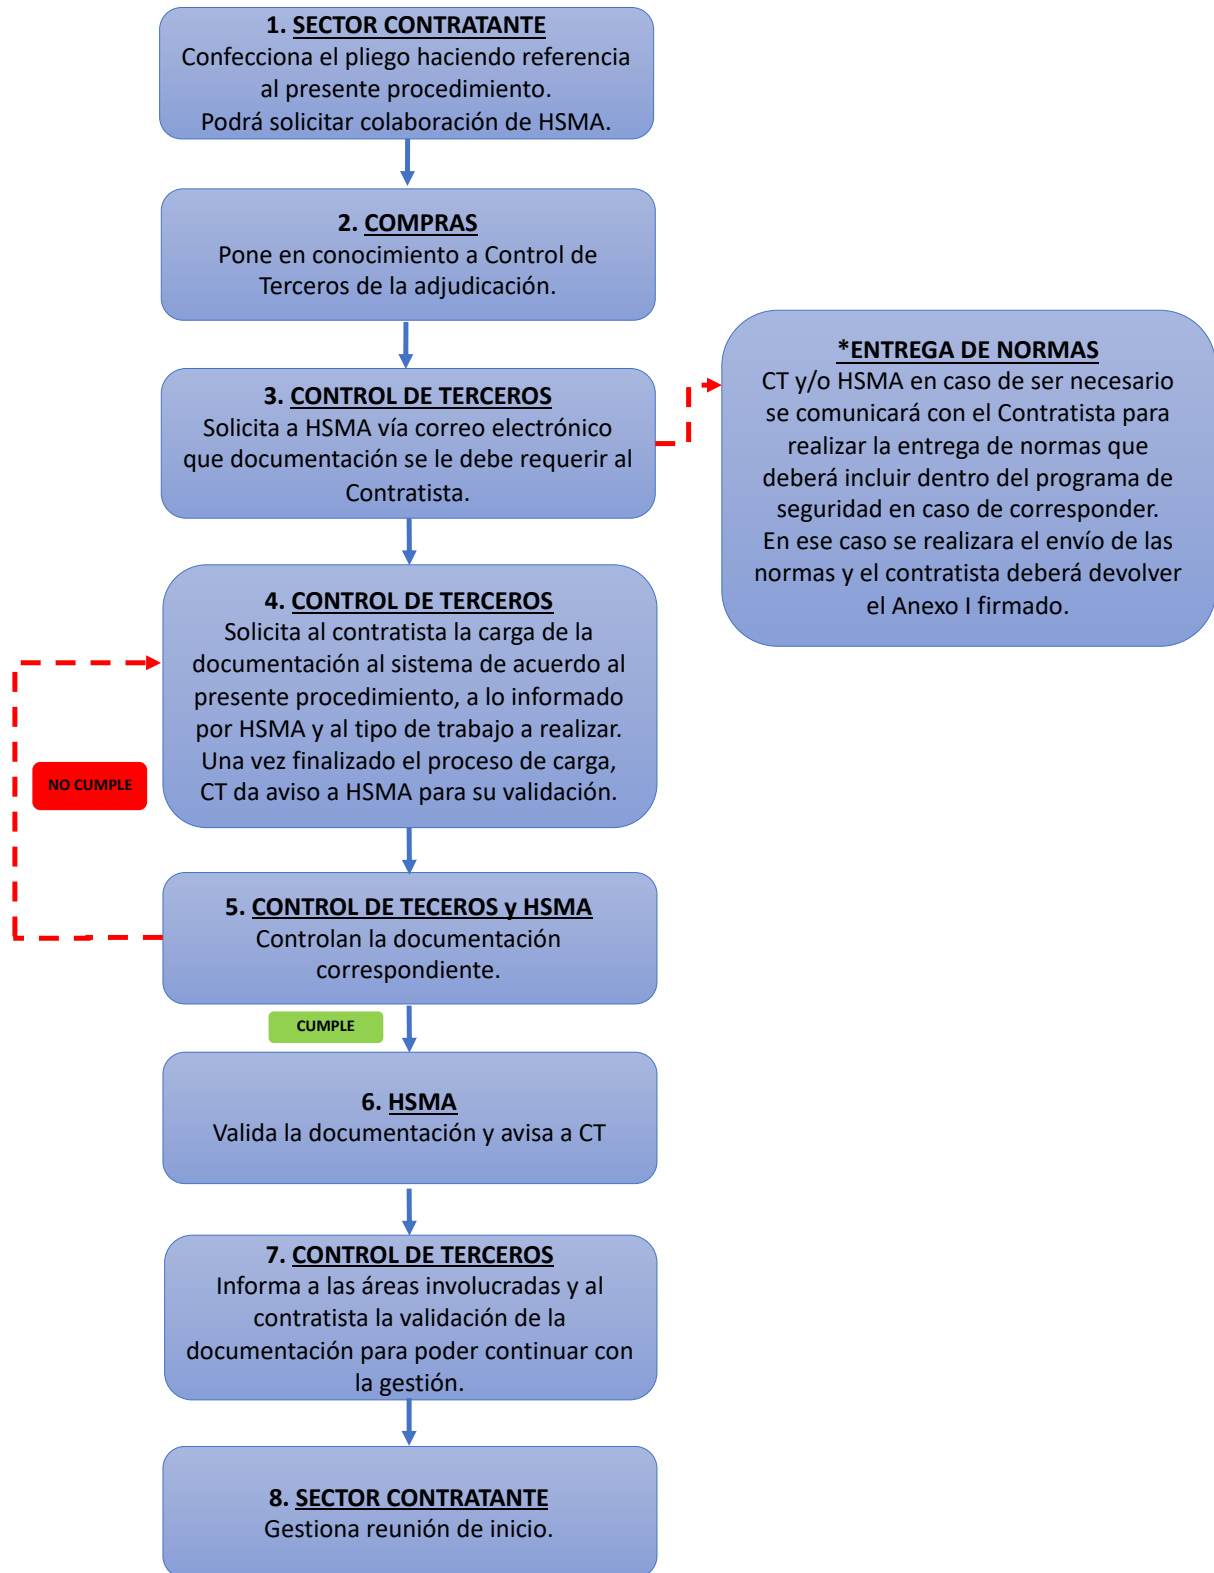 1. SECTOR CONTRATANTE
Confecciona el pliego haciendo referencia
al presente procedimiento.
Podrá solicitar colaboración de HSMA.
2. COMPRAS
Pone en conocimiento a Control de
Terceros de la adjudicación.
3. CONTROL DE TERCEROS
Solicita a HSMA vía correo electrónico
que documentación se le debe requerir al
Contratista.
*ENTREGA DE NORMAS
CT y/o HSMA en caso de ser necesario
se comunicará con el Contratista para
realizar la entrega de normas que
deberá incluir dentro del programa de
seguridad en caso de corresponder.
En ese caso se realizara el envío de las
normas y el contratista deberá devolver
el Anexo I firmado.
4. CONTROL DE TERCEROS
Solicita al contratista la carga de la
documentación al sistema de acuerdo al
presente procedimiento, a lo informado
por HSMA y al tipo de trabajo a realizar.
Una vez finalizado el proceso de carga,
CT da aviso a HSMA para su validación.
NO CUMPLE
5. CONTROL DE TECEROS y HSMA
Controlan la documentación
correspondiente.
CUMPLE
6. HSMA
Valida la documentación y avisa a CT
7. CONTROL DE TERCEROS
Informa a las áreas involucradas y al
contratista la validación de la
documentación para poder continuar con
la gestión.
8. SECTOR CONTRATANTE
Gestiona reunión de inicio.